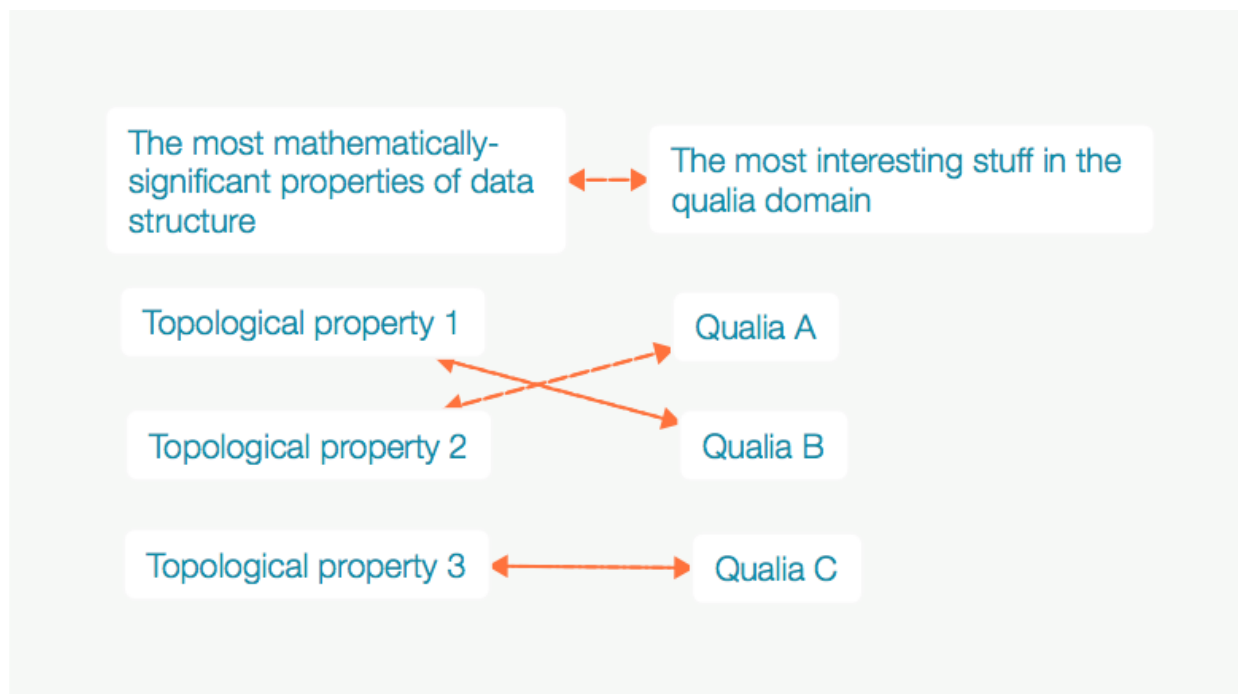 The most mathematically-
significant properties of data
structure
The most interesting stuff in the
qualia domain
Topological property 1
Qualia A
Topological property 2
Qualia B
Topological property 3
Qualia C